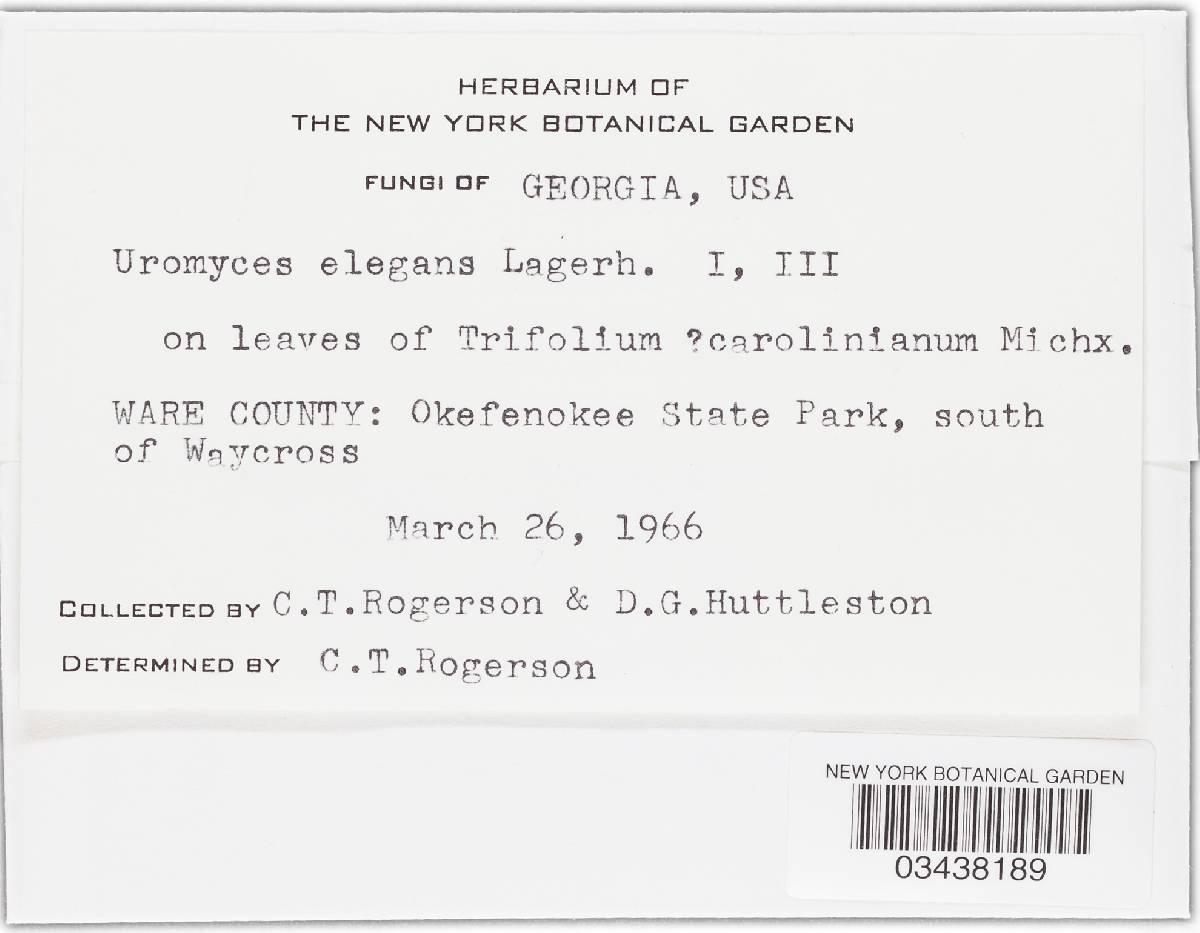 HERBARIUM OF
THE NEW YORK BOTANICAL GARDEN
FUNGI OF GEORGIA, USA
Uromyces elegans Lagerh. I, III
on leaves of Trifolium ?carolinianum Michx.
WARE COUNTY: Okefenokee State Park, south
of Waycross
March 26, 1966
COLLECTED BY C.T.Rogerson & D.G.Huttleston
DETERMINED BY C.T.Rogerson
NEW YORK BOTANICAL GARDEN
03438189